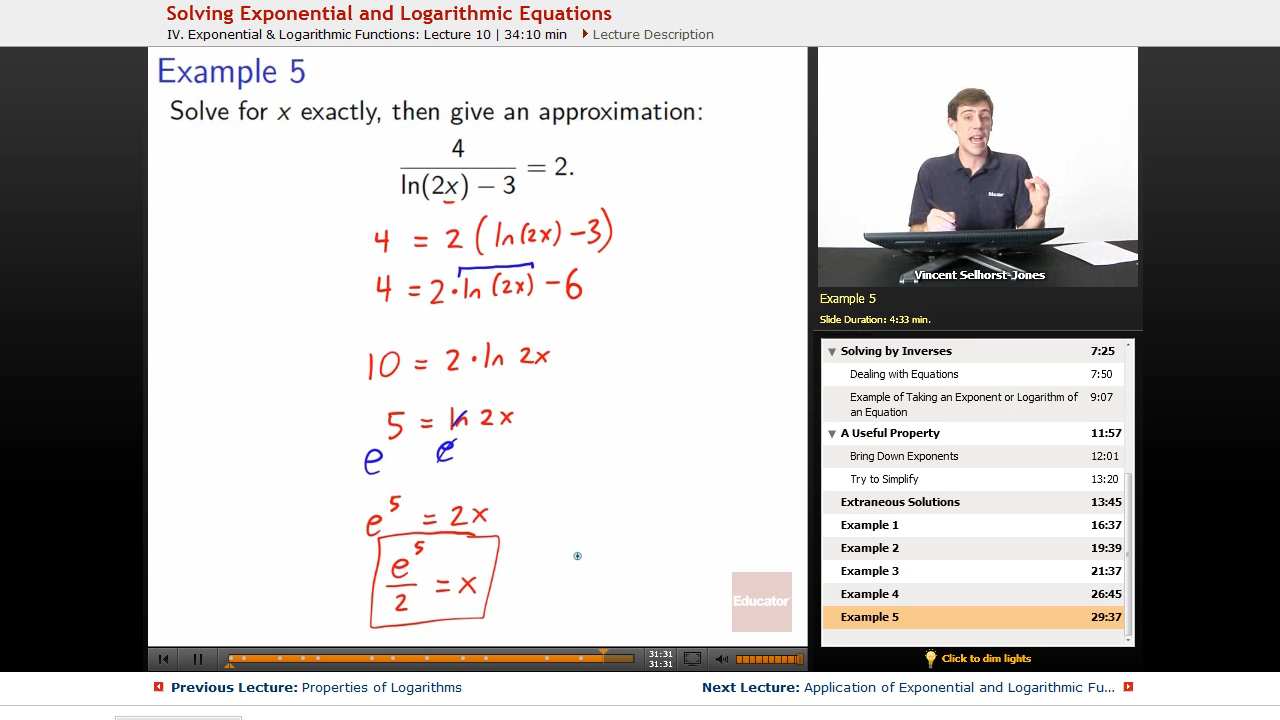 Solving Exponential and Logarithmic Equations
IV. Exponential & Logarithmic Functions: Lecture 10 | 34:10 min Lecture Description
Example 5
Solve for x exactly, then give an approximation:
4
ln(2x) − 3 = 2.
4 = 2 (ln(2x) −3)
4 = 2 · ln (2x) − 6
10 = 2 · ln 2x
5 = ln 2x
e e
e⁵ = 2x
e⁵
2 = x
Educator
Vincent Selhorst-Jones
Example 5
Slide Duration: 4:33 min.
Solving by Inverses 7:25
Dealing with Equations 7:50
Example of Taking an Exponent or Logarithm of 9:07
an Equation
A Useful Property 11:57
Bring Down Exponents 12:01
Try to Simplify 13:20
Extraneous Solutions 13:45
Example 1 16:37
Example 2 19:39
Example 3 21:37
Example 4 26:45
Example 5 29:37
31:31
31:31
Click to dim lights
Previous Lecture: Properties of Logarithms
Next Lecture: Application of Exponential and Logarithmic Fu...